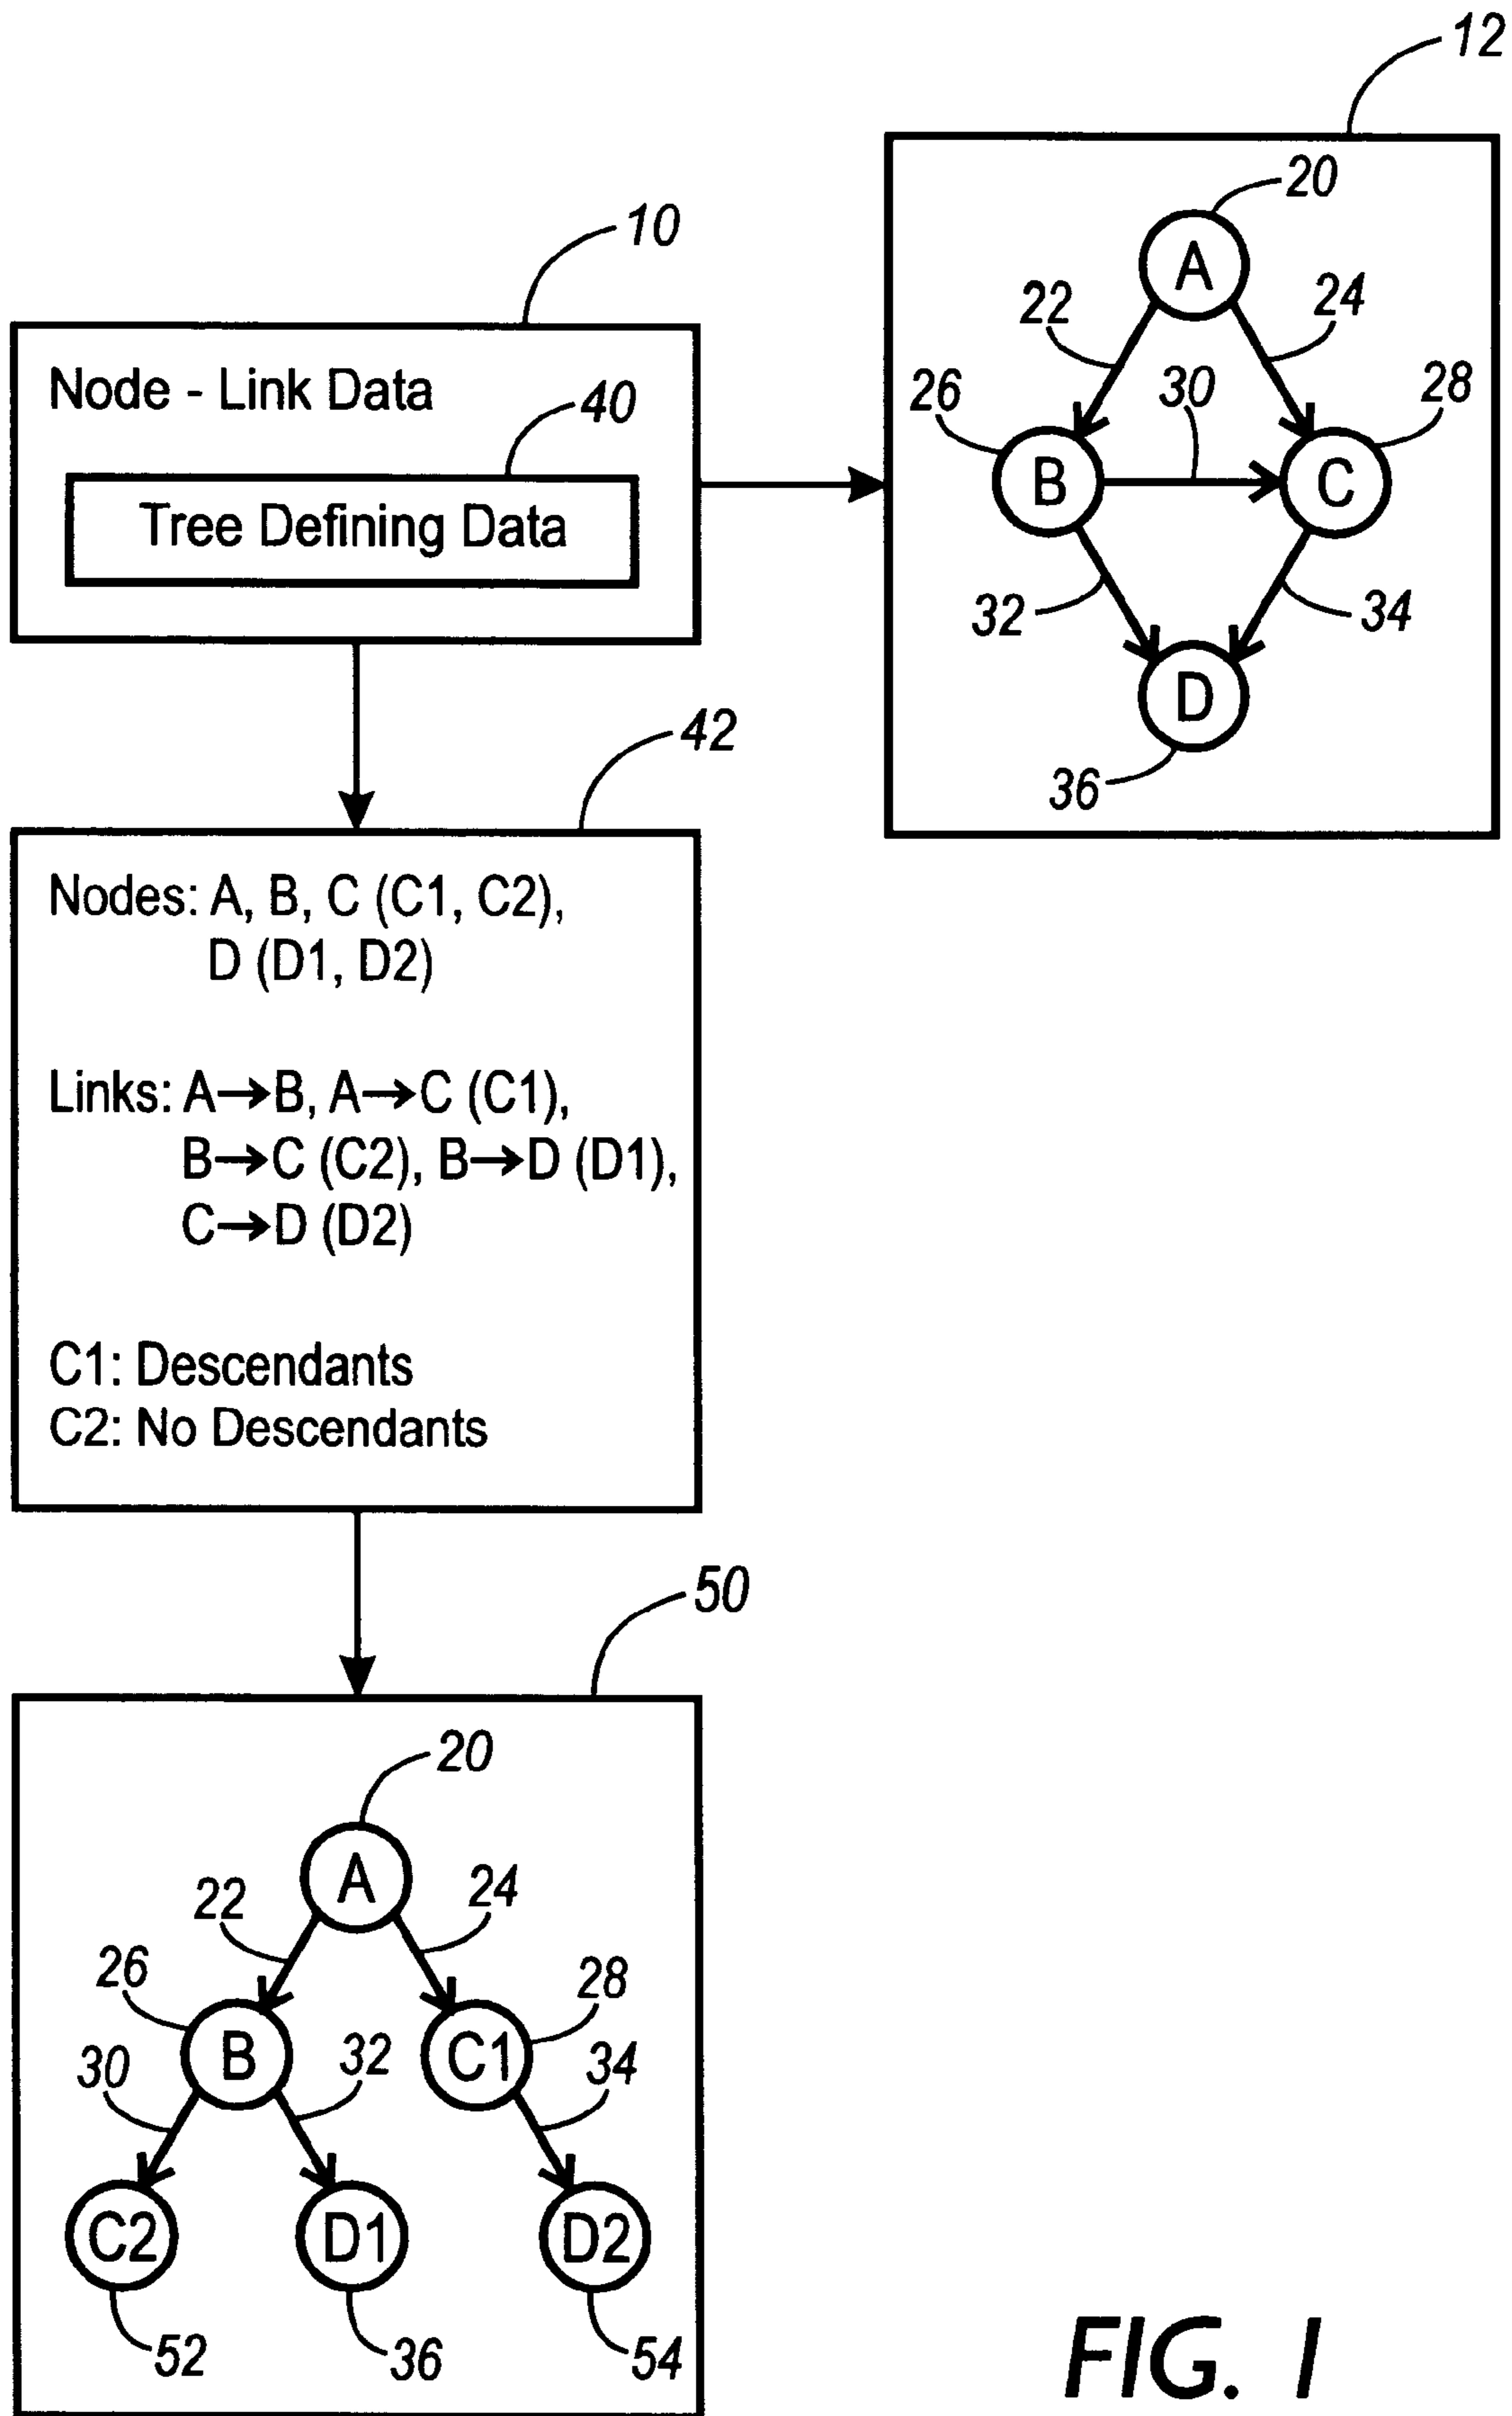 12
20
A
22
24
26
30
28
B
C
32
34
D
36
10
Node - Link Data
40
Tree Defining Data
42
Nodes: A, B, C (C1, C2),
D (D1, D2)
Links: A→B, A→C (C1),
B→C (C2), B→D (D1),
C→D (D2)
C1: Descendants
C2: No Descendants
50
20
A
22
24
26
28
B
C1
30
32
34
C2
D1
D2
52
36
54
FIG. 1